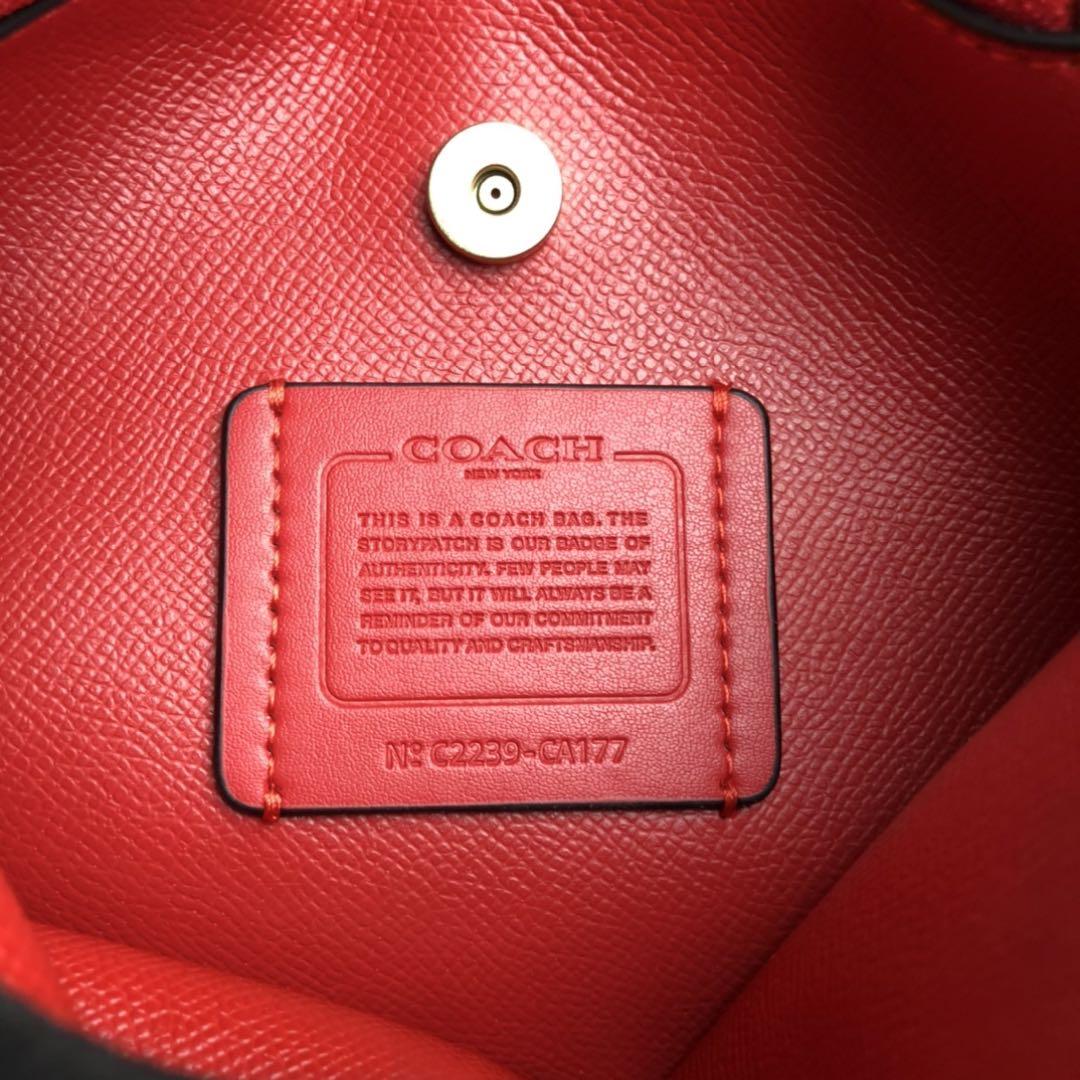 COACH
NEW YORK
THIS IS A COACH BAG. THE
STORYPATCH IS OUR BADGE OF
AUTHENTICITY. FEW PEOPLE MAY
SEE IT, BUT IT WILL ALWAYS BE A
REMINDER OF OUR COMMITMENT
TO QUALITY AND CRAFTSMANSHIP.
Nº C2239-CA177